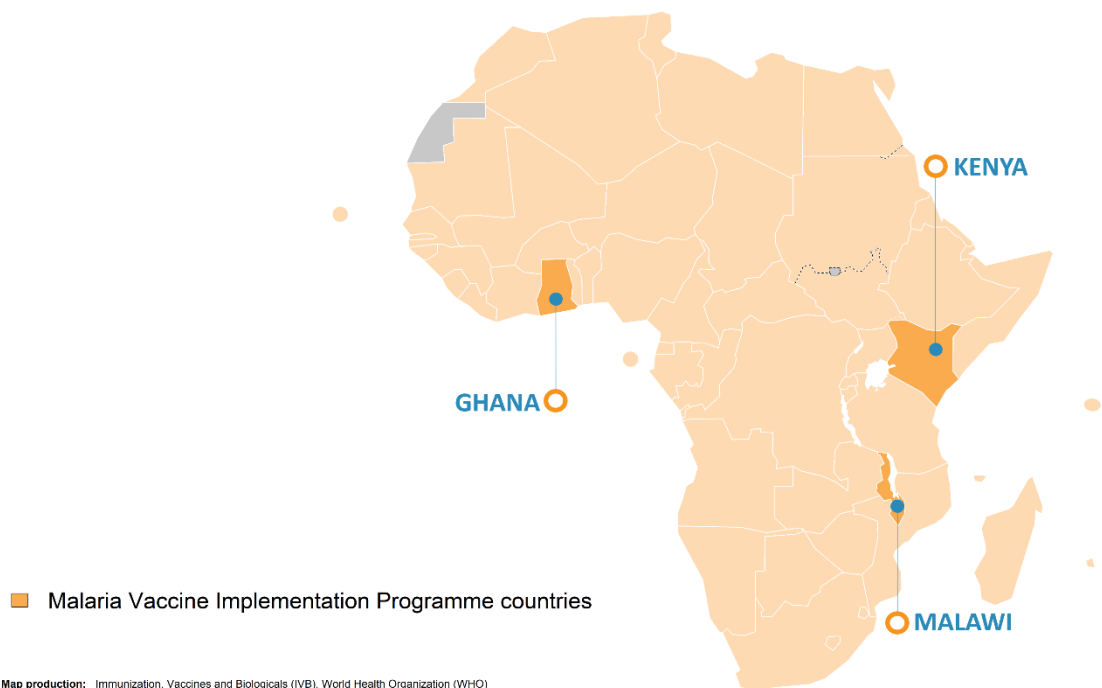 KENYA
GHANA
Malaria Vaccine Implementation Programme countries
MALAWI
Map production: Immunization, Vaccines and Biologicals (IVB), World Health Organization (WHO)